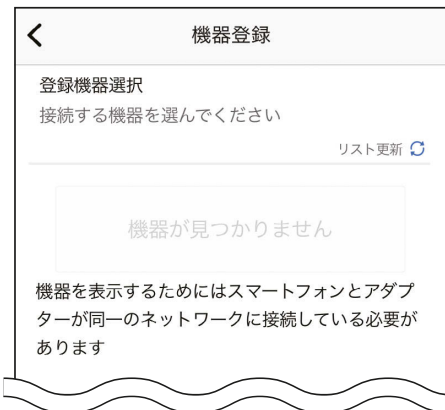 機器登録
登録機器選択
接続する機器を選んでください
リスト更新
機器が見つかりません
機器を表示するためにはスマートフォンとアダプ
ターが同一のネットワークに接続している必要が
あります